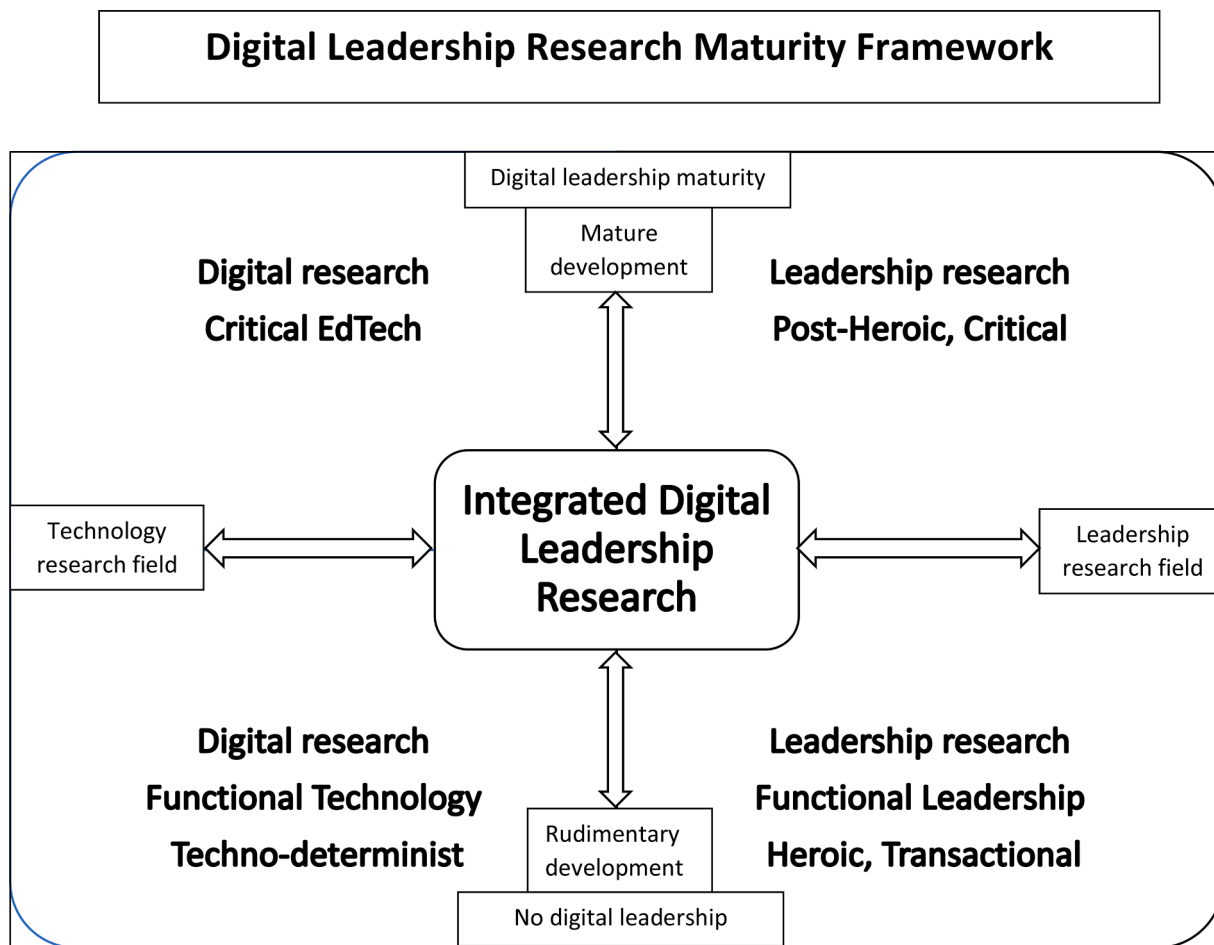 Digital Leadership Research Maturity Framework
Digital leadership maturity
Mature
development
Digital research
Critical EdTech
Leadership research
Post-Heroic, Critical
Technology
research field
Integrated Digital
Leadership
Research
Leadership
research field
Digital research
Functional Technology
Techno-determinist
Leadership research
Functional Leadership
Heroic, Transactional
Rudimentary
development
No digital leadership